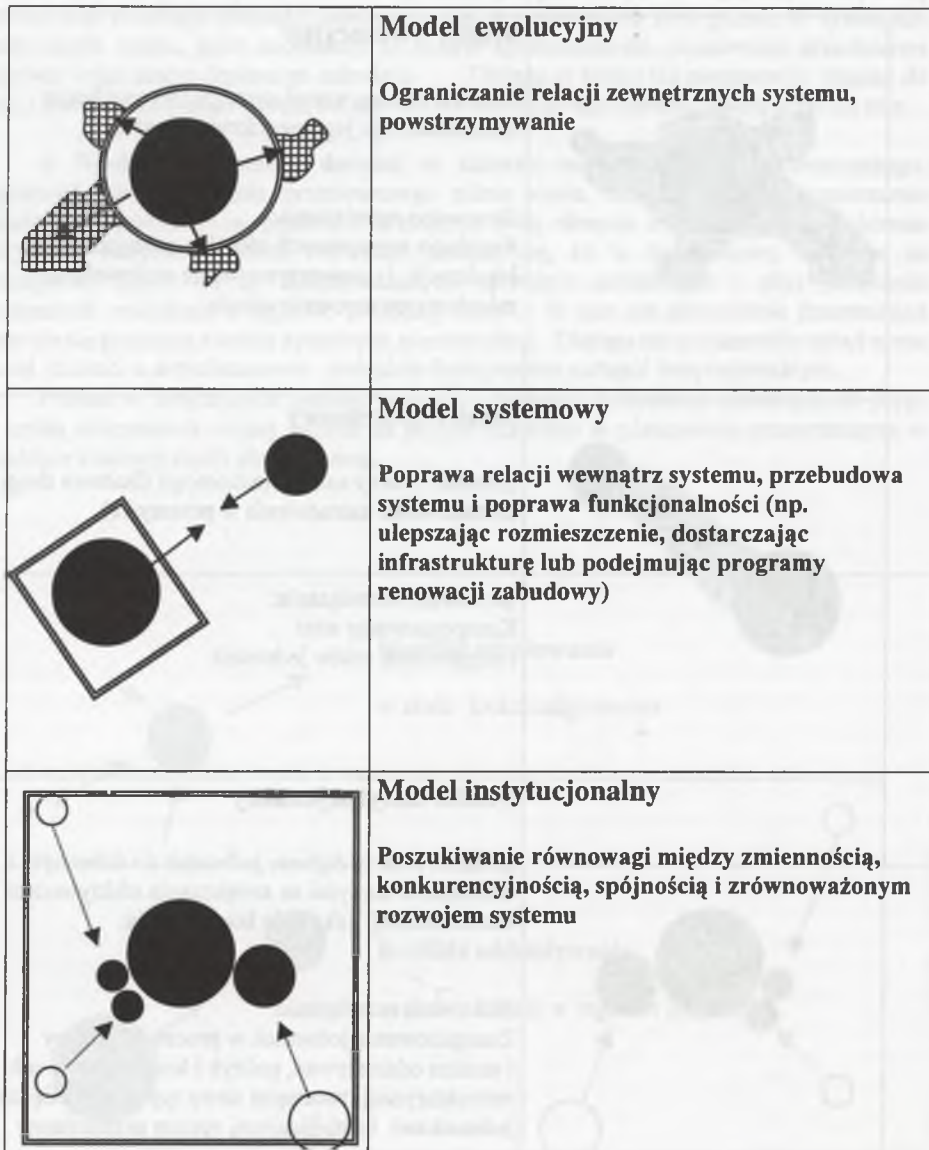 Model ewolucyjny
Ograniczanie relacji zewnętrznych systemu,
powstrzymywanie
Model systemowy
Poprawa relacji wewnątrz systemu, przebudowa
systemu i poprawa funkcjonalności (np.
ulepszając rozmieszczenie, dostarczając
infrastrukturę lub podejmując programy
renowacji zabudowy)
Model instytucjonalny
Poszukiwanie równowagi między zmiennością,
konkurencyjnością, spójnością i zrównoważonym
rozwojem systemu